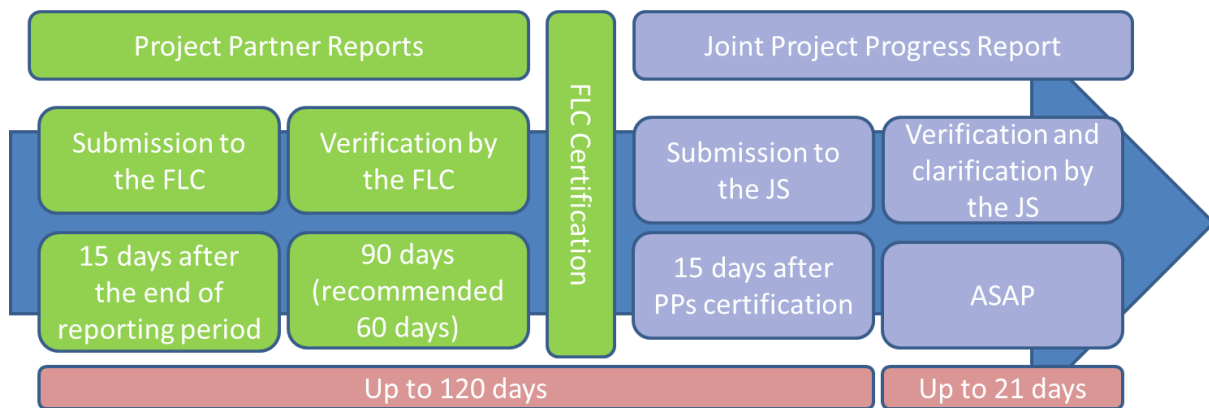 Project Partner Reports
Joint Project Progress Report
FLC Certification
Submission to
the FLC
Verification by
the FLC
Submission to
the JS
Verification and
clarification by
the JS
15 days after
the end of
reporting period
90 days
(recommended
60 days)
15 days after
PPs certification
ASAP
Up to 120 days
Up to 21 days